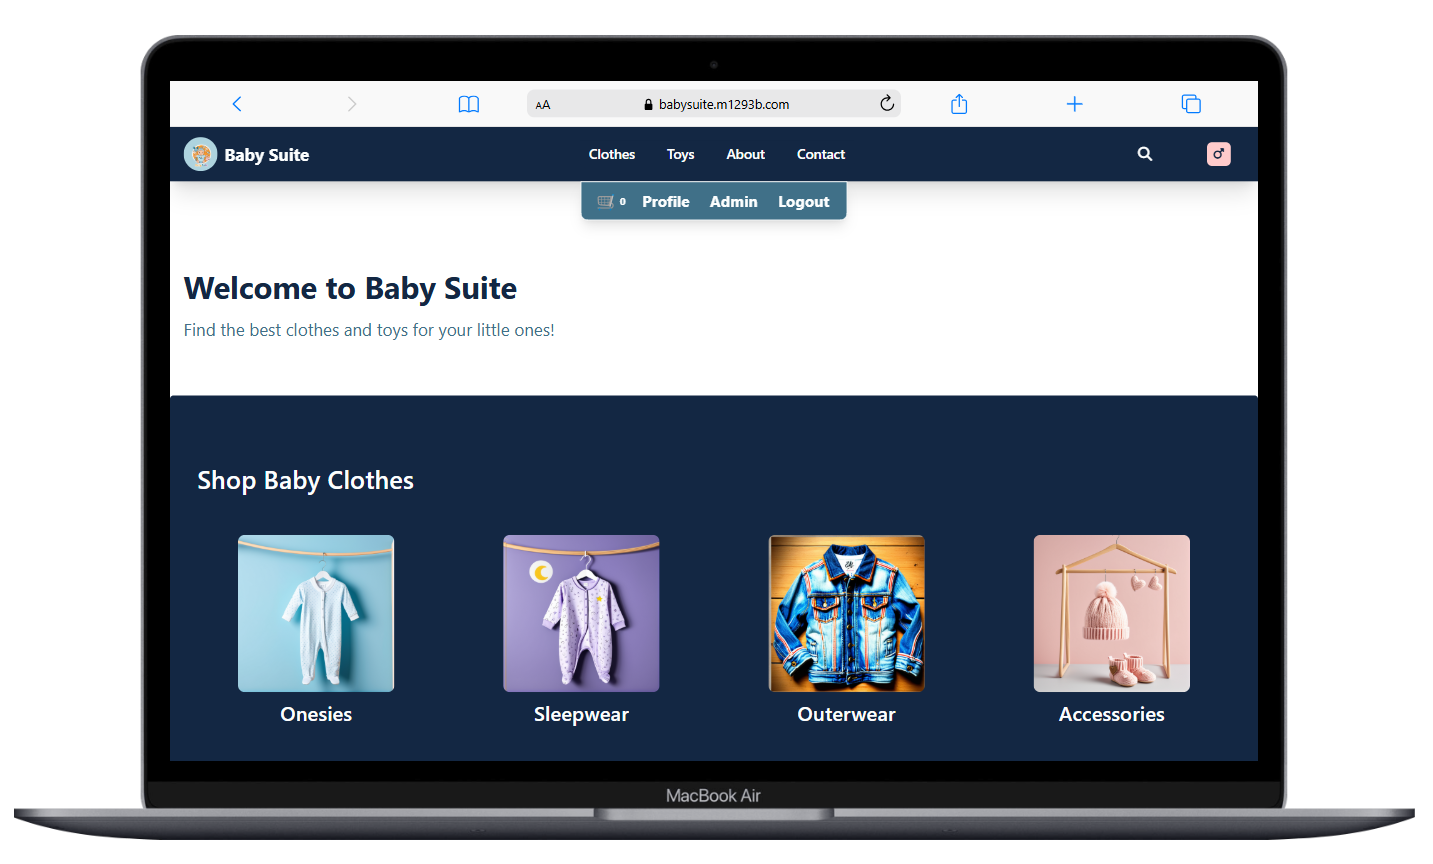 AA babysuite.m1293b.com
Baby Suite Clothes Toys About Contact
0 Profile Admin Logout
Welcome to Baby Suite
Find the best clothes and toys for your little ones!
Shop Baby Clothes
Onesies Sleepwear Outerwear Accessories
MacBook Air